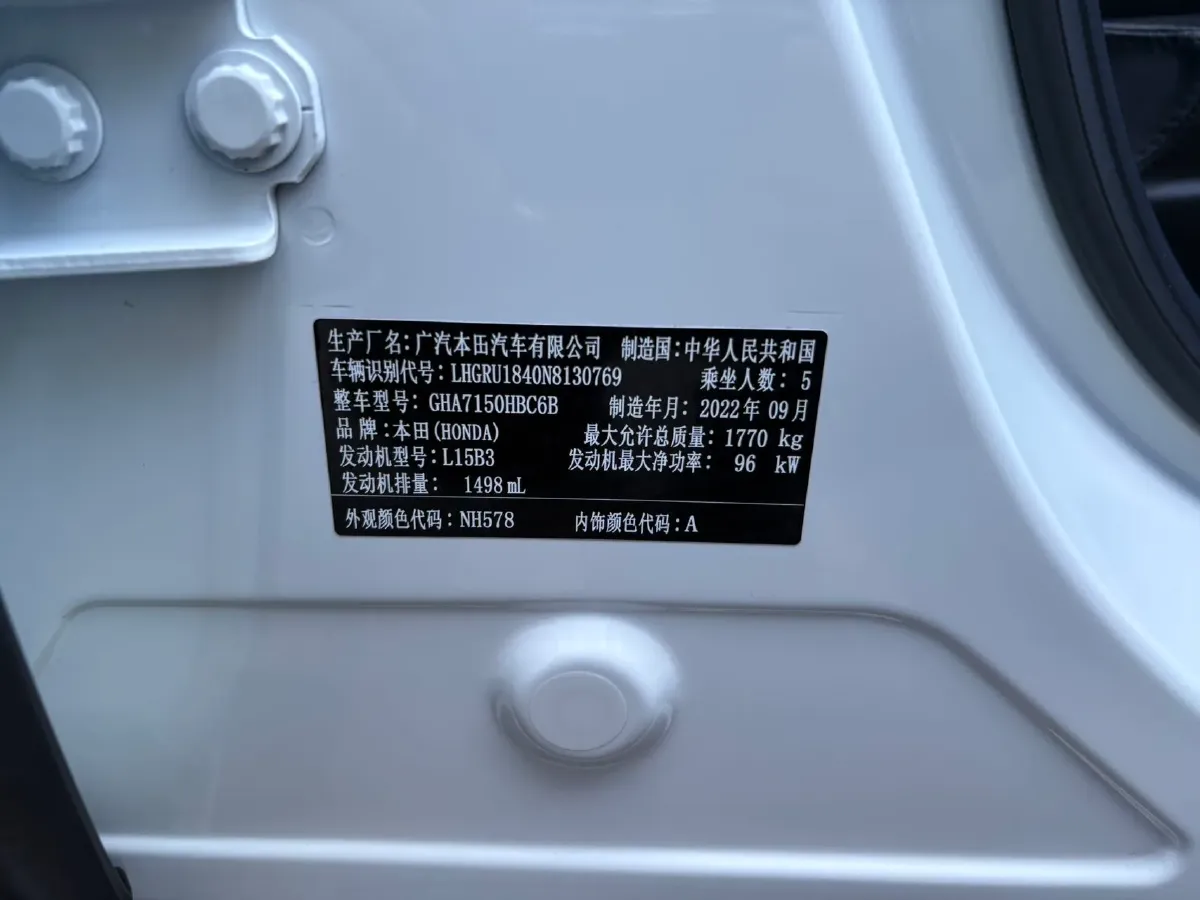 生产厂名:广汽本田汽车有限公司 制造国:中华人民共和国
车辆识别代号:LHGRU1840N8130769 乘坐人数: 5
整车型号: GHA7150HBC6B 制造年月: 2022年 09月
品 牌:本田(HONDA) 最大允许总质量: 1770 kg
发动机型号:L15B3 发动机最大净功率: 96 kW
发动机排量: 1498 mL
外观颜色代码:NH578 内饰颜色代码:A